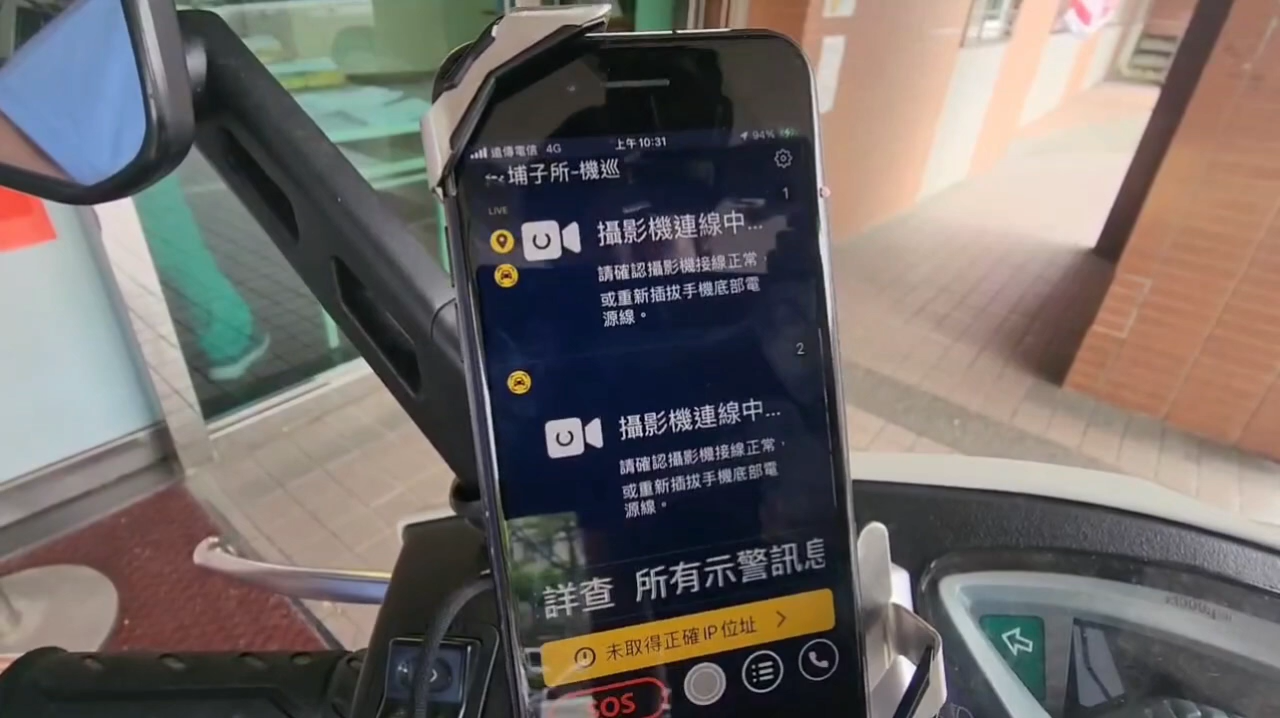 遠傳電信 4G 上午10:31 94%
埔子所-機巡
1
LIVE
攝影機連線中...
請確認攝影機接線正常，
或重新插拔手機底部電
源線。
2
攝影機連線中...
請確認攝影機接線正常，
或重新插拔手機底部電
源線。
詳查 所有示警訊息
未取得正確IP位址
SOS